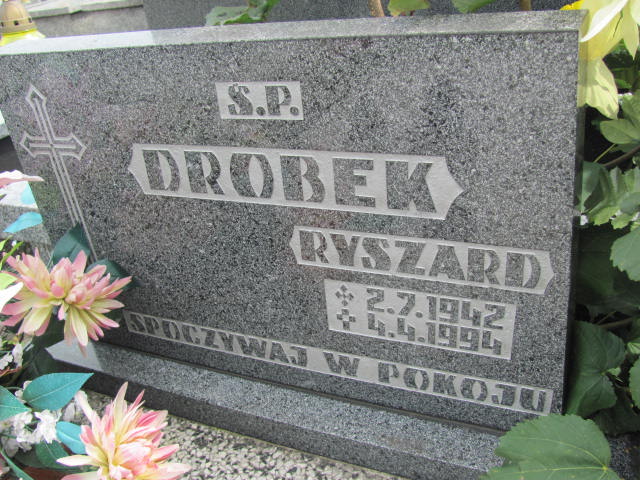 Ś.P.
DROBEK
RYSZARD
2.7.1942
4.4.1994
SPOCZYWAJ W POKOJU